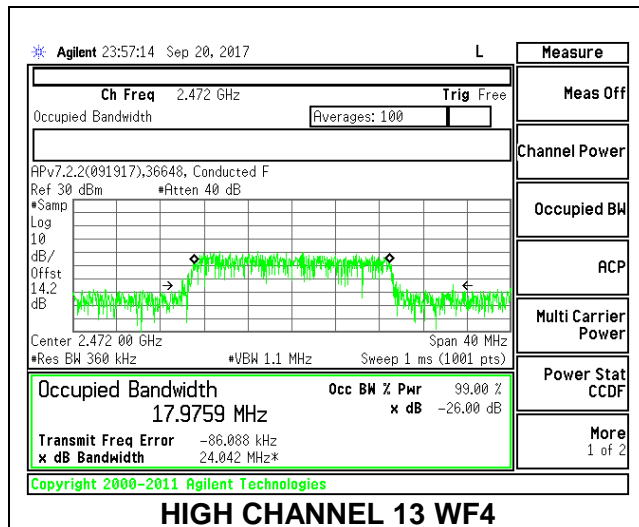 Agilent 23:57:14 Sep 20, 2017 L
Measure
Ch Freq 2.472 GHz Trig Free
Occupied Bandwidth Averages: 100
Meas Off
Channel Power
Occupied BW
ACP
Multi Carrier
Power
Power Stat
CCDF
More
1 of 2
APv7.2.2(091917),36648, Conducted F
Ref 30 dBm #Atten 40 dB
#Samp
Log
10
dB/
Offst
14.2
dB
Center 2.472 00 GHz Span 40 MHz
#Res BW 360 kHz #VBW 1.1 MHz Sweep 1 ms (1001 pts)
Occupied Bandwidth Occ BW % Pwr 99.00 %
17.9759 MHz x dB -26.00 dB
Transmit Freq Error -86.088 kHz
x dB Bandwidth 24.042 MHz*
Copyright 2000-2011 Agilent Technologies
HIGH CHANNEL 13 WF4